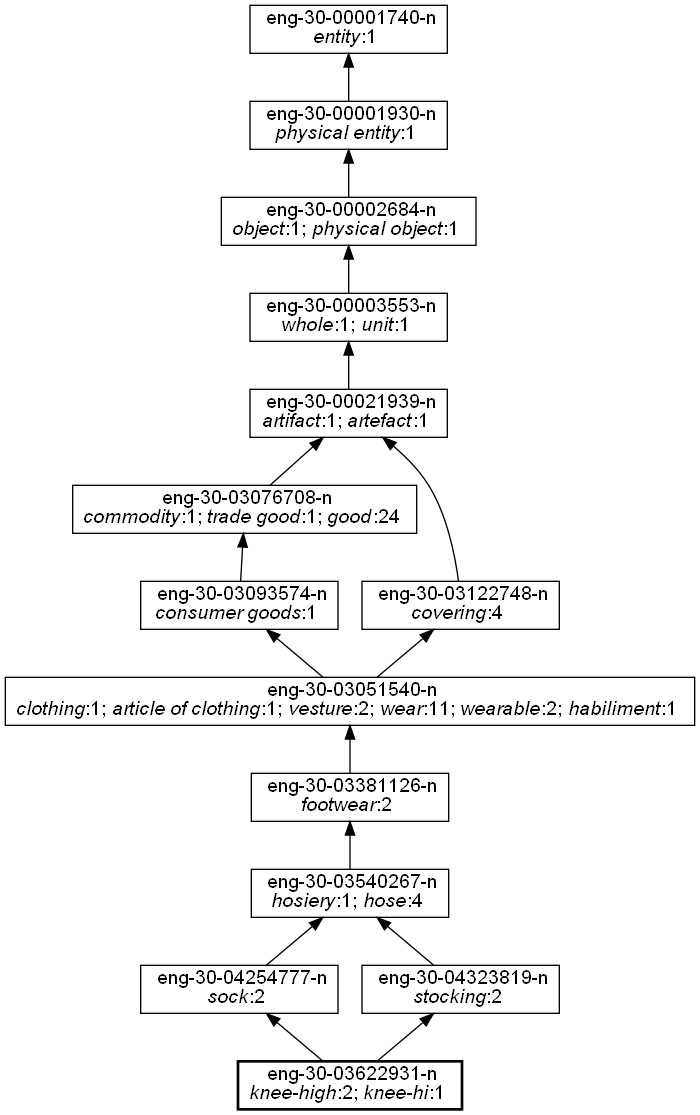 eng-30-00001740-n
entity:1
eng-30-00001930-n
physical entity:1
eng-30-00002684-n
object:1; physical object:1
eng-30-00003553-n
whole:1; unit:1
eng-30-00021939-n
artifact:1; artefact:1
eng-30-03076708-n
commodity:1; trade good:1; good:24
eng-30-03093574-n
consumer goods:1
eng-30-03122748-n
covering:4
eng-30-03051540-n
clothing:1; article of clothing:1; vesture:2; wear:11; wearable:2; habiliment:1
eng-30-03381126-n
footwear:2
eng-30-03540267-n
hosiery:1; hose:4
eng-30-04254777-n
sock:2
eng-30-04323819-n
stocking:2
eng-30-03622931-n
knee-high:2; knee-hi:1